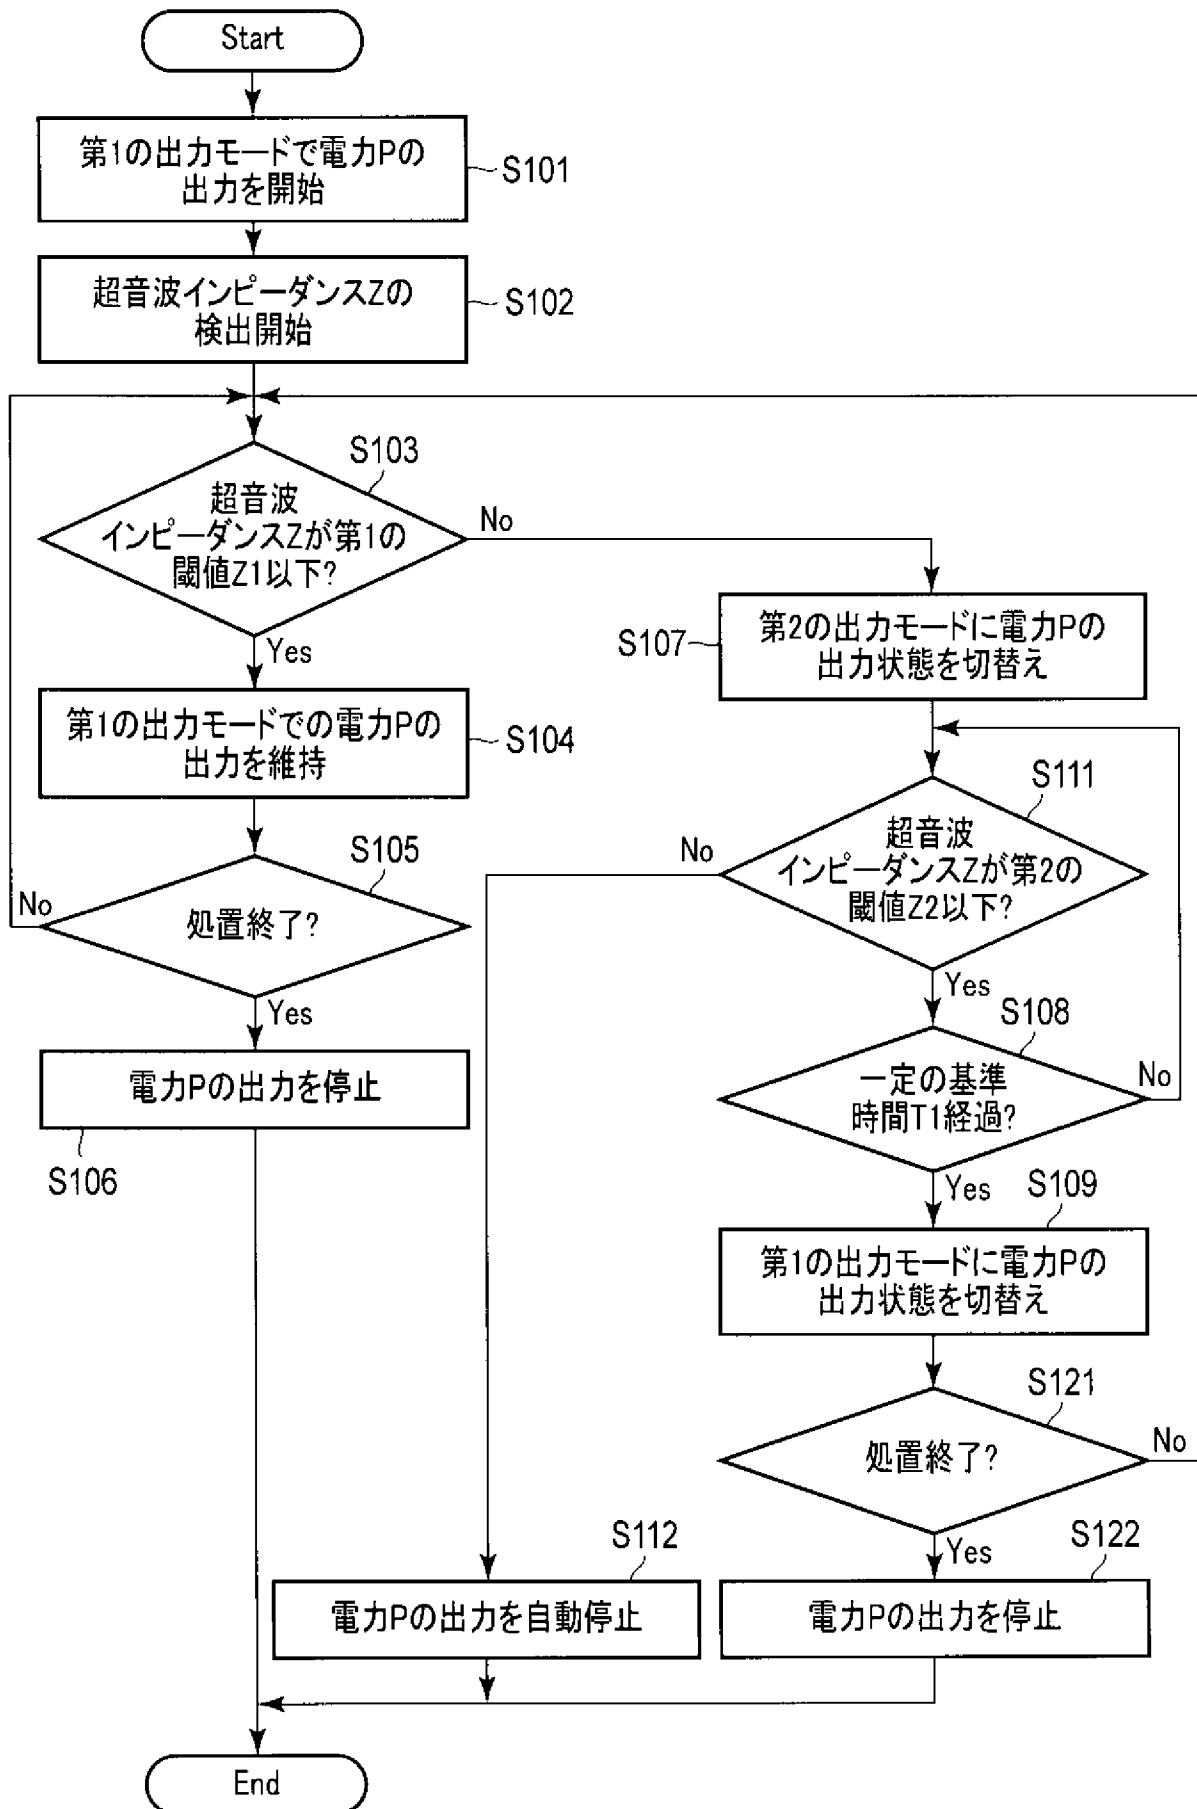 Start
第1の出力モードで電力Pの
出力を開始
S101
超音波インピーダンスZの
検出開始
S102
S103
超音波
インピーダンスZが第1の
閾値Z1以下?
No
Yes
第1の出力モードでの電力Pの
出力を維持
S104
S105
処置終了?
No
Yes
電力Pの出力を停止
S106
第2の出力モードに電力Pの
出力状態を切替え
S107
S111
超音波
インピーダンスZが第2の
閾値Z2以下?
No
Yes
S108
一定の基準
時間T1経過?
No
Yes
S109
第1の出力モードに電力Pの
出力状態を切替え
S121
処置終了?
No
Yes
S112
電力Pの出力を自動停止
S122
電力Pの出力を停止
End